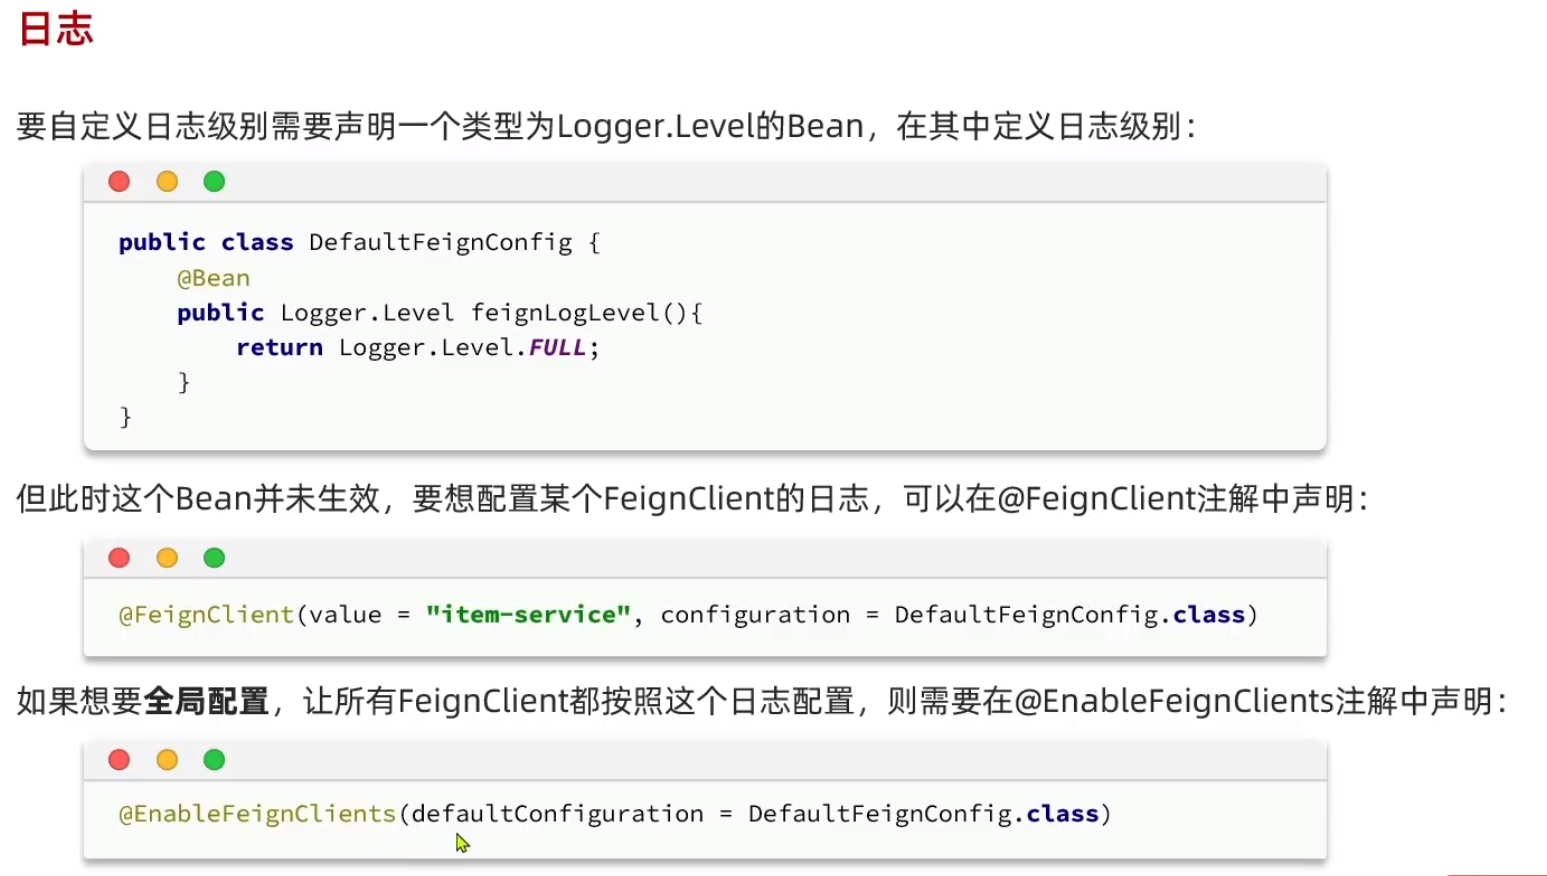 日志
要自定义日志级别需要声明一个类型为Logger.Level的Bean，在其中定义日志级别：
public class DefaultFeignConfig {
    @Bean
    public Logger.Level feignLogLevel(){
        return Logger.Level.FULL;
    }
}
但此时这个Bean并未生效，要想配置某个FeignClient的日志，可以在@FeignClient注解中声明：
@FeignClient(value = "item-service", configuration = DefaultFeignConfig.class)
如果想要全局配置，让所有FeignClient都按照这个日志配置，则需要在@EnableFeignClients注解中声明：
@EnableFeignClients(defaultConfiguration = DefaultFeignConfig.class)